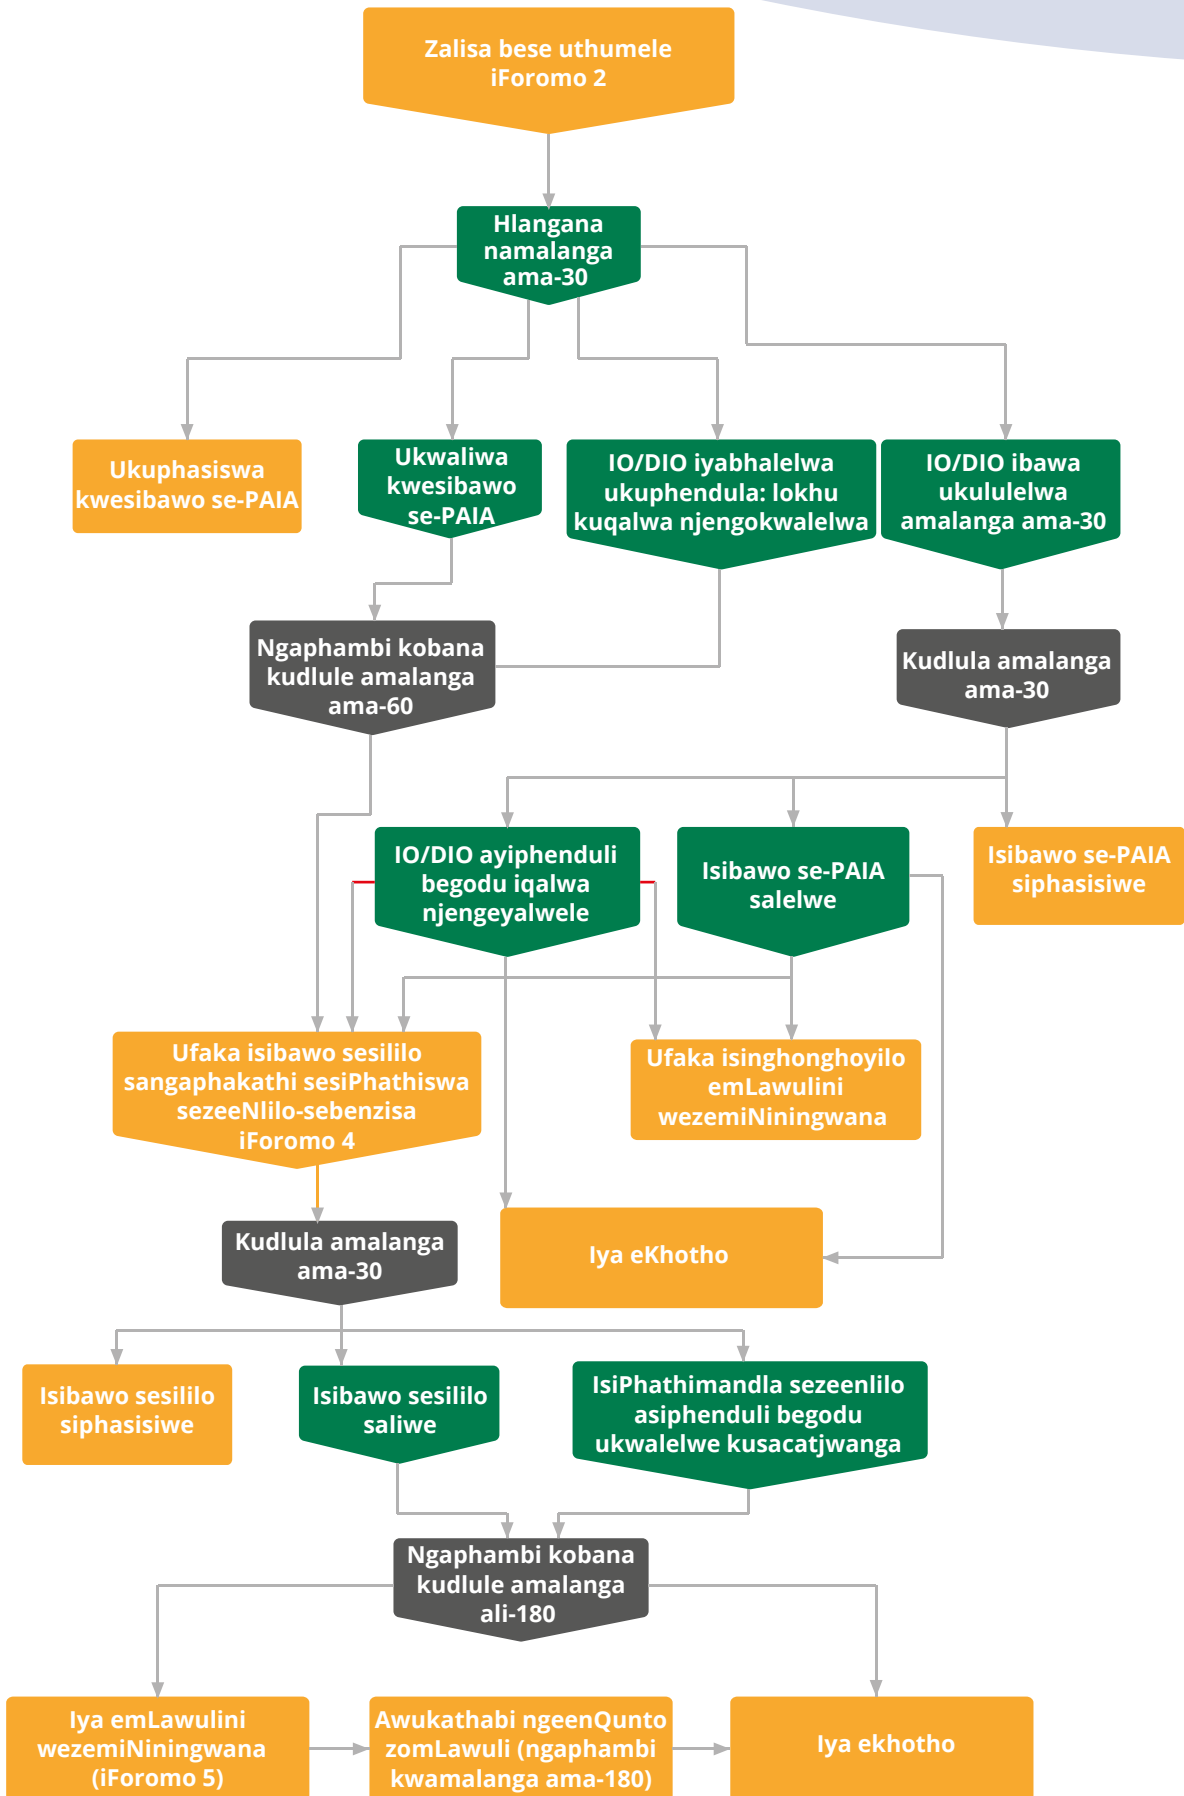 Zalisa bese uthumele
iForomo 2
Hlangana
namalanga
ama-30
Ukuphasiswa
kwesibawo se-PAIA
Ukwaliwa
kwesibawo
se-PAIA
IO/DIO iyabhalelwa
ukuphendula: lokhu
kuqalwa njengokwalelwa
IO/DIO ibawa
ukululelwa
amalanga ama-30
Ngaphambi kobana
kudlule amalanga
ama-60
Kudlula amalanga
ama-30
IO/DIO ayiphenduli
begodu iqalwa
njengeyalwele
Isibawo se-PAIA
salelwe
Isibawo se-PAIA
siphasisiwe
Ufaka isibawo sesililo
sangaphakathi sesiPhathiswa
sezeeNlilo-sebenzisa
iForomo 4
Ufaka isinghonghoyilo
emLawulini
wezemiNiningwana
Kudlula amalanga
ama-30
Iya eKhotho
Isibawo sesililo
siphasisiwe
Isibawo sesililo
saliwe
IsiPhathimandla sezeenlilo
asiphenduli begodu
ukwalelwe kusacatjwanga
Ngaphambi kobana
kudlule amalanga
ali-180
Iya emLawulini
wezemiNiningwana
(iForomo 5)
Awukathabi ngeenQunto
zomLawuli (ngaphambi
kwamalanga ama-180)
Iya ekhotho